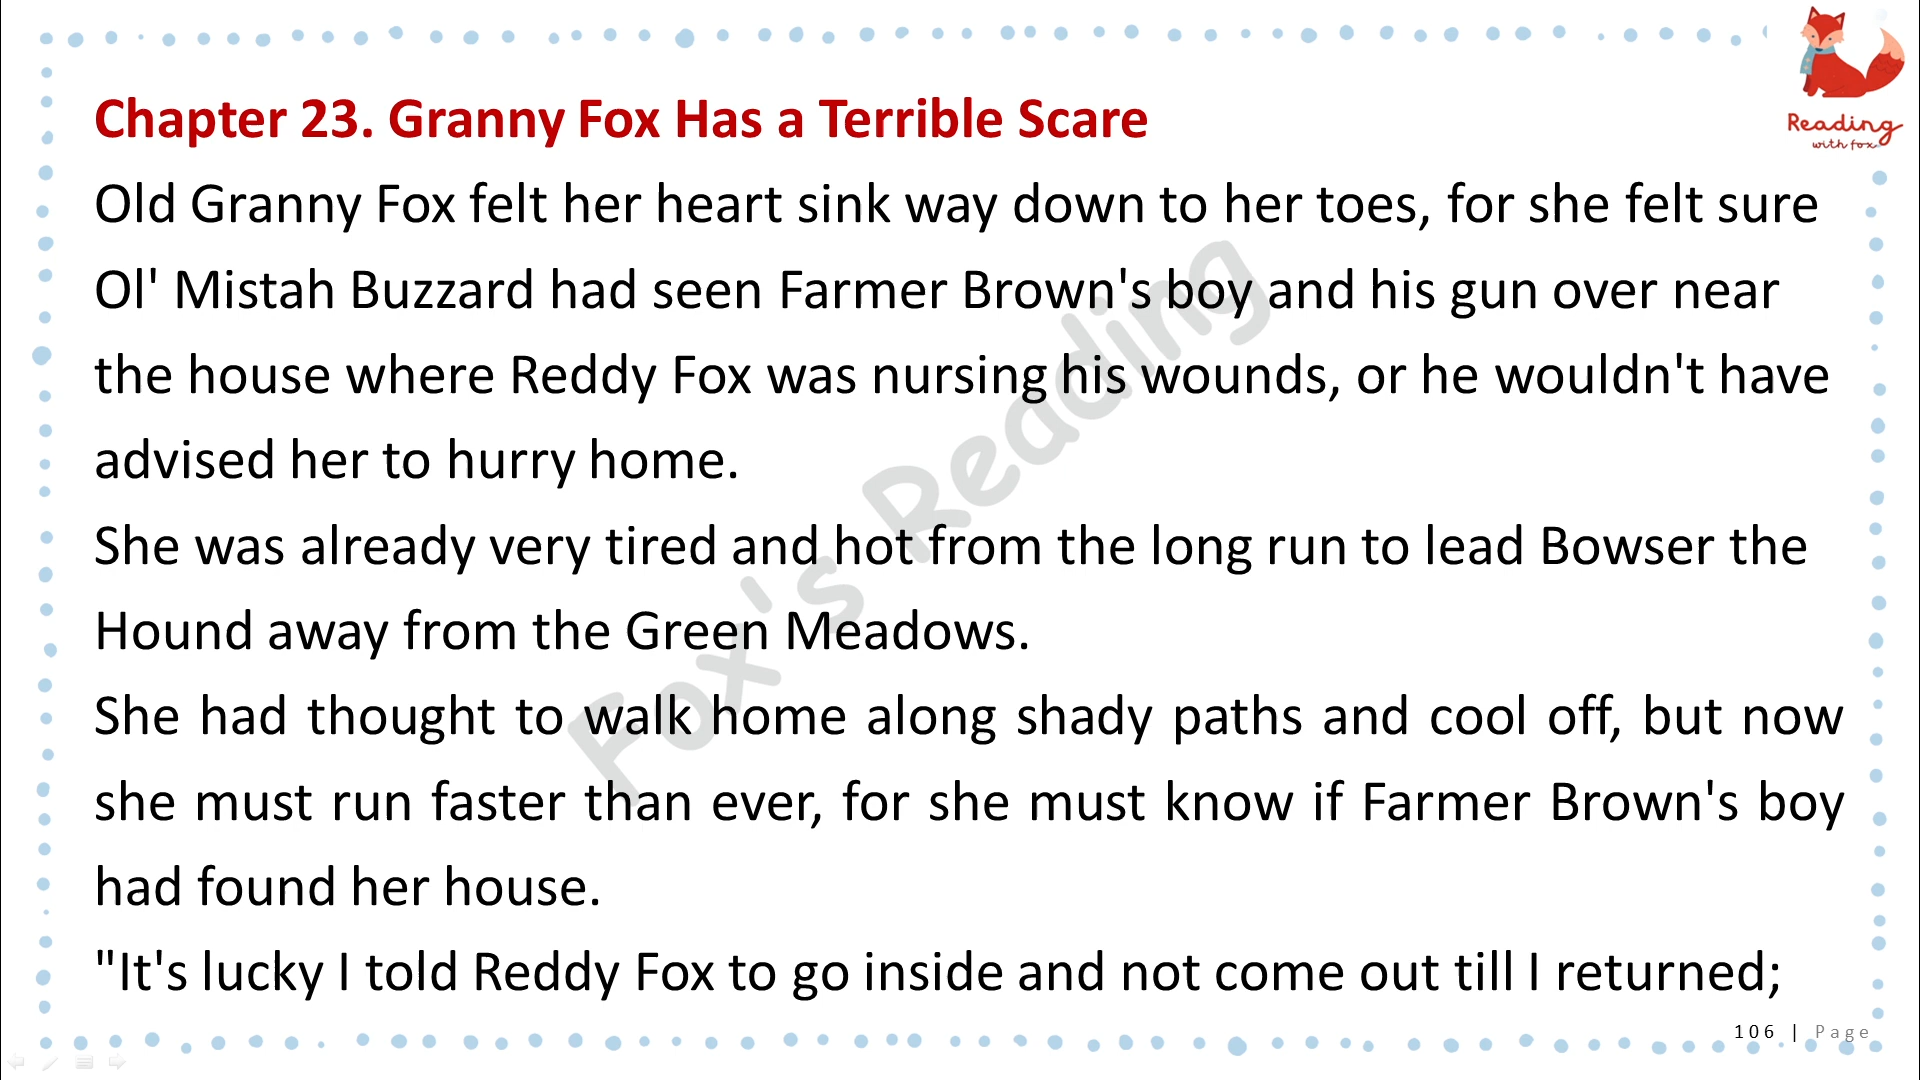 Reading
with fox
Chapter 23. Granny Fox Has a Terrible Scare
Old Granny Fox felt her heart sink way down to her toes, for she felt sure
Ol' Mistah Buzzard had seen Farmer Brown's boy and his gun over near
the house where Reddy Fox was nursing his wounds, or he wouldn't have
advised her to hurry home.
She was already very tired and hot from the long run to lead Bowser the
Hound away from the Green Meadows.
She had thought to walk home along shady paths and cool off, but now
she must run faster than ever, for she must know if Farmer Brown's boy
had found her house.
"It's lucky I told Reddy Fox to go inside and not come out till I returned;
Fox's Reading
106 | Page